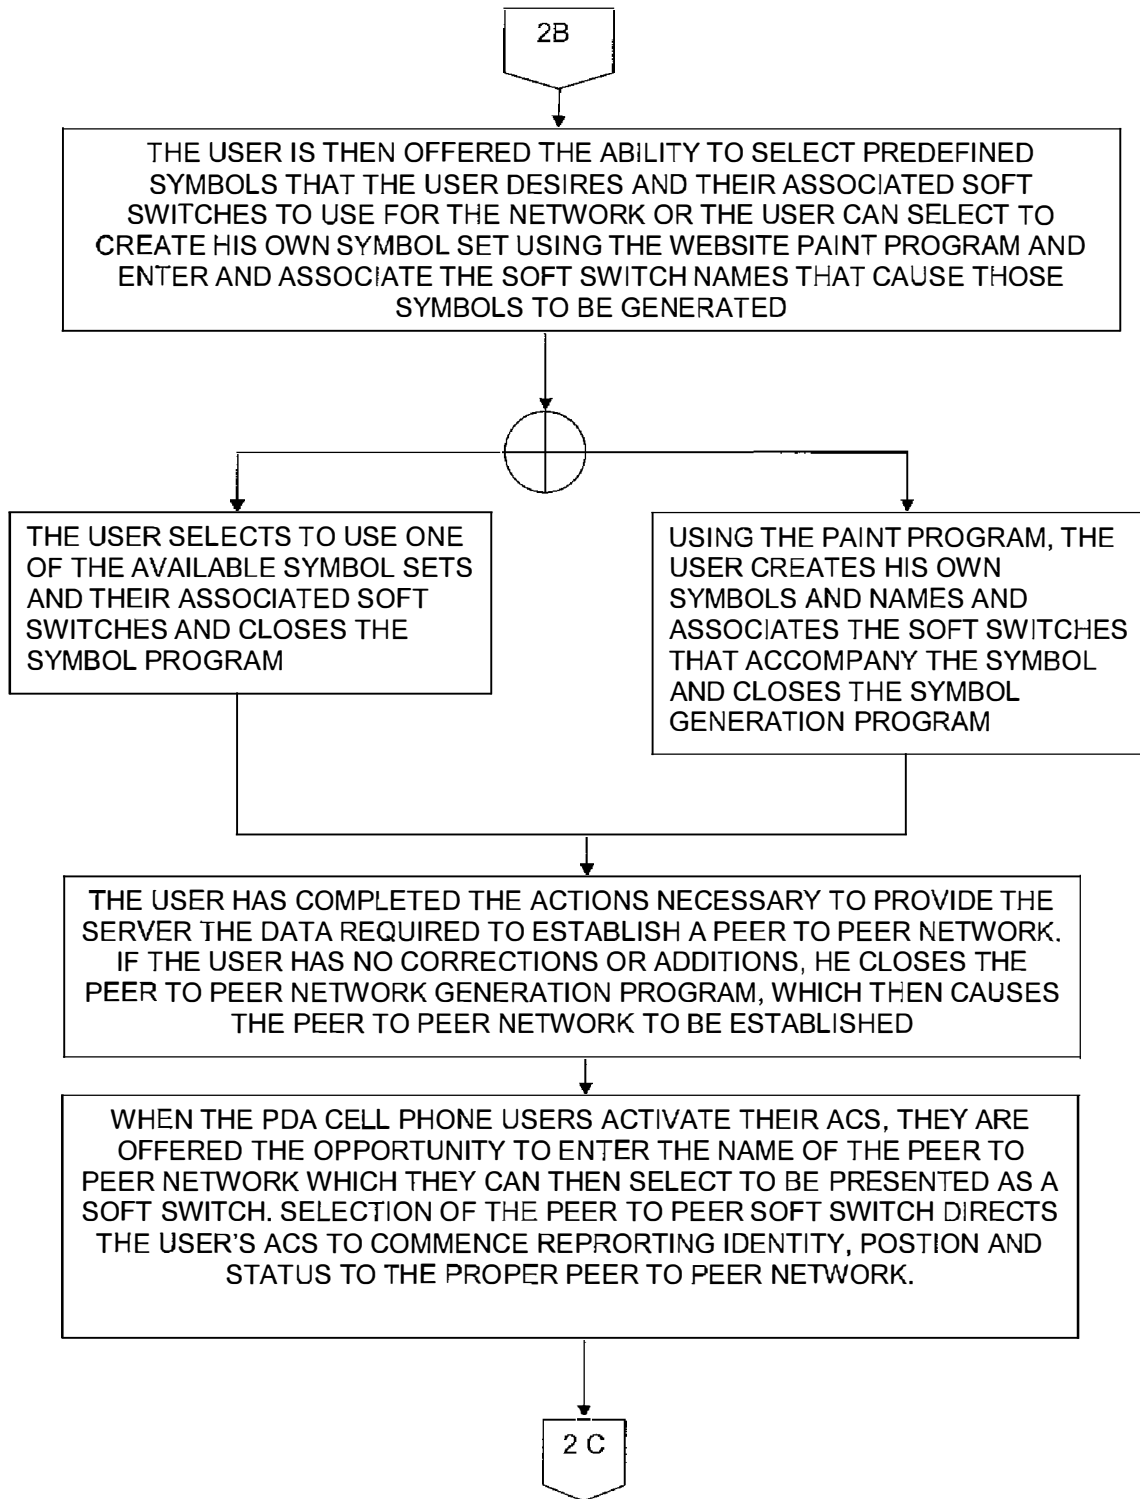 2B
THE USER IS THEN OFFERED THE ABILITY TO SELECT PREDEFINED
SYMBOLS THAT THE USER DESIRES AND THEIR ASSOCIATED SOFT
SWITCHES TO USE FOR THE NETWORK OR THE USER CAN SELECT TO
CREATE HIS OWN SYMBOL SET USING THE WEBSITE PAINT PROGRAM AND
ENTER AND ASSOCIATE THE SOFT SWITCH NAMES THAT CAUSE THOSE
SYMBOLS TO BE GENERATED
THE USER SELECTS TO USE ONE
OF THE AVAILABLE SYMBOL SETS
AND THEIR ASSOCIATED SOFT
SWITCHES AND CLOSES THE
SYMBOL PROGRAM
USING THE PAINT PROGRAM, THE
USER CREATES HIS OWN
SYMBOLS AND NAMES AND
ASSOCIATES THE SOFT SWITCHES
THAT ACCOMPANY THE SYMBOL
AND CLOSES THE SYMBOL
GENERATION PROGRAM
THE USER HAS COMPLETED THE ACTIONS NECESSARY TO PROVIDE THE
SERVER THE DATA REQUIRED TO ESTABLISH A PEER TO PEER NETWORK.
IF THE USER HAS NO CORRECTIONS OR ADDITIONS, HE CLOSES THE
PEER TO PEER NETWORK GENERATION PROGRAM, WHICH THEN CAUSES
THE PEER TO PEER NETWORK TO BE ESTABLISHED
WHEN THE PDA CELL PHONE USERS ACTIVATE THEIR ACS, THEY ARE
OFFERED THE OPPORTUNITY TO ENTER THE NAME OF THE PEER TO
PEER NETWORK WHICH THEY CAN THEN SELECT TO BE PRESENTED AS A
SOFT SWITCH. SELECTION OF THE PEER TO PEER SOFT SWITCH DIRECTS
THE USER'S ACS TO COMMENCE REPRORTING IDENTITY, POSTION AND
STATUS TO THE PROPER PEER TO PEER NETWORK.
2 C